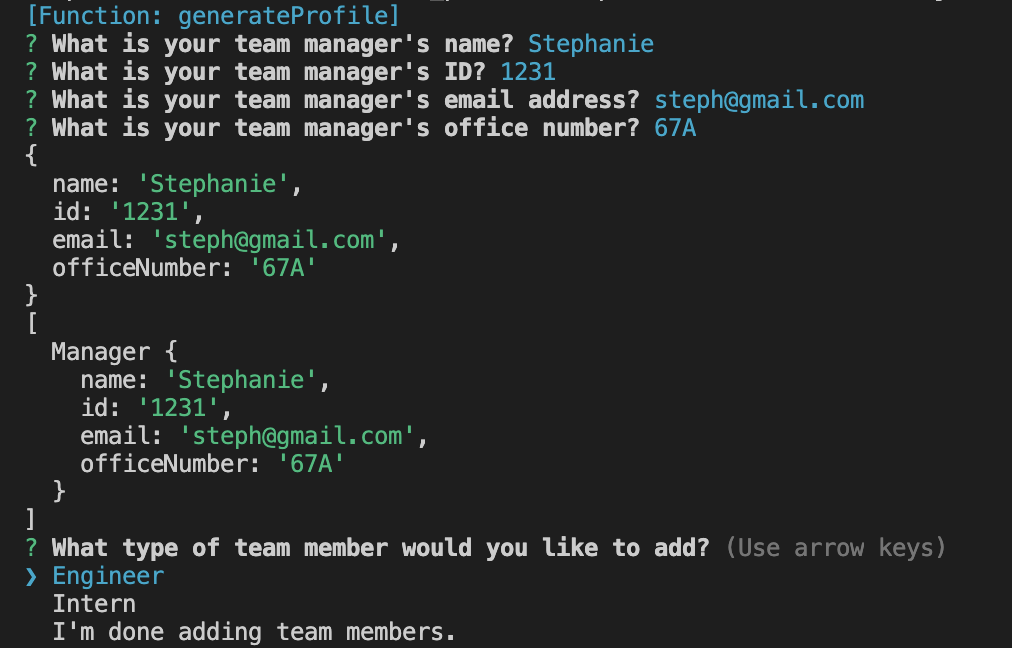 [Function: generateProfile]
? What is your team manager's name? Stephanie
? What is your team manager's ID? 1231
? What is your team manager's email address? steph@gmail.com
? What is your team manager's office number? 67A
{
  name: 'Stephanie',
  id: '1231',
  email: 'steph@gmail.com',
  officeNumber: '67A'
}
[
  Manager {
    name: 'Stephanie',
    id: '1231',
    email: 'steph@gmail.com',
    officeNumber: '67A'
  }
]
? What type of team member would you like to add? (Use arrow keys)
❯ Engineer
  Intern
  I'm done adding team members.